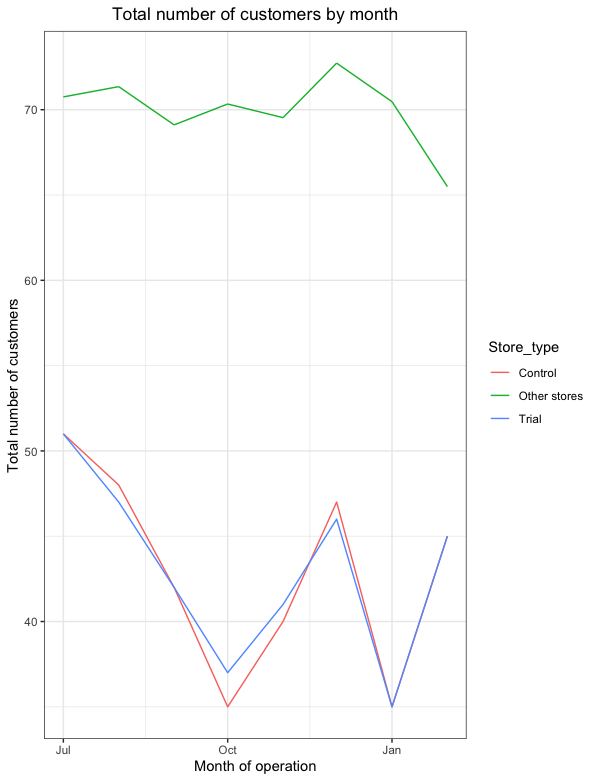 Total number of customers by month
Total number of customers
70
60
50
40
Jul
Oct
Jan
Month of operation
Store_type
Control
Other stores
Trial